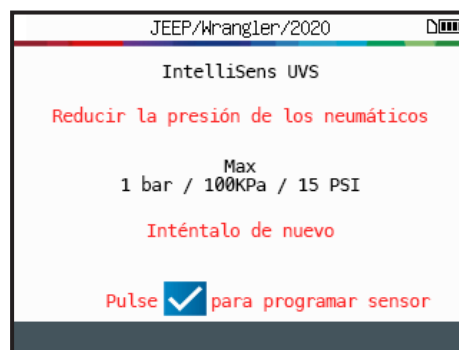 JEEP/Wrangler/2020
IntelliSens UVS
Reducir la presión de los neumáticos
Max
1 bar / 100KPa / 15 PSI
Inténtalo de nuevo
Pulse para programar sensor